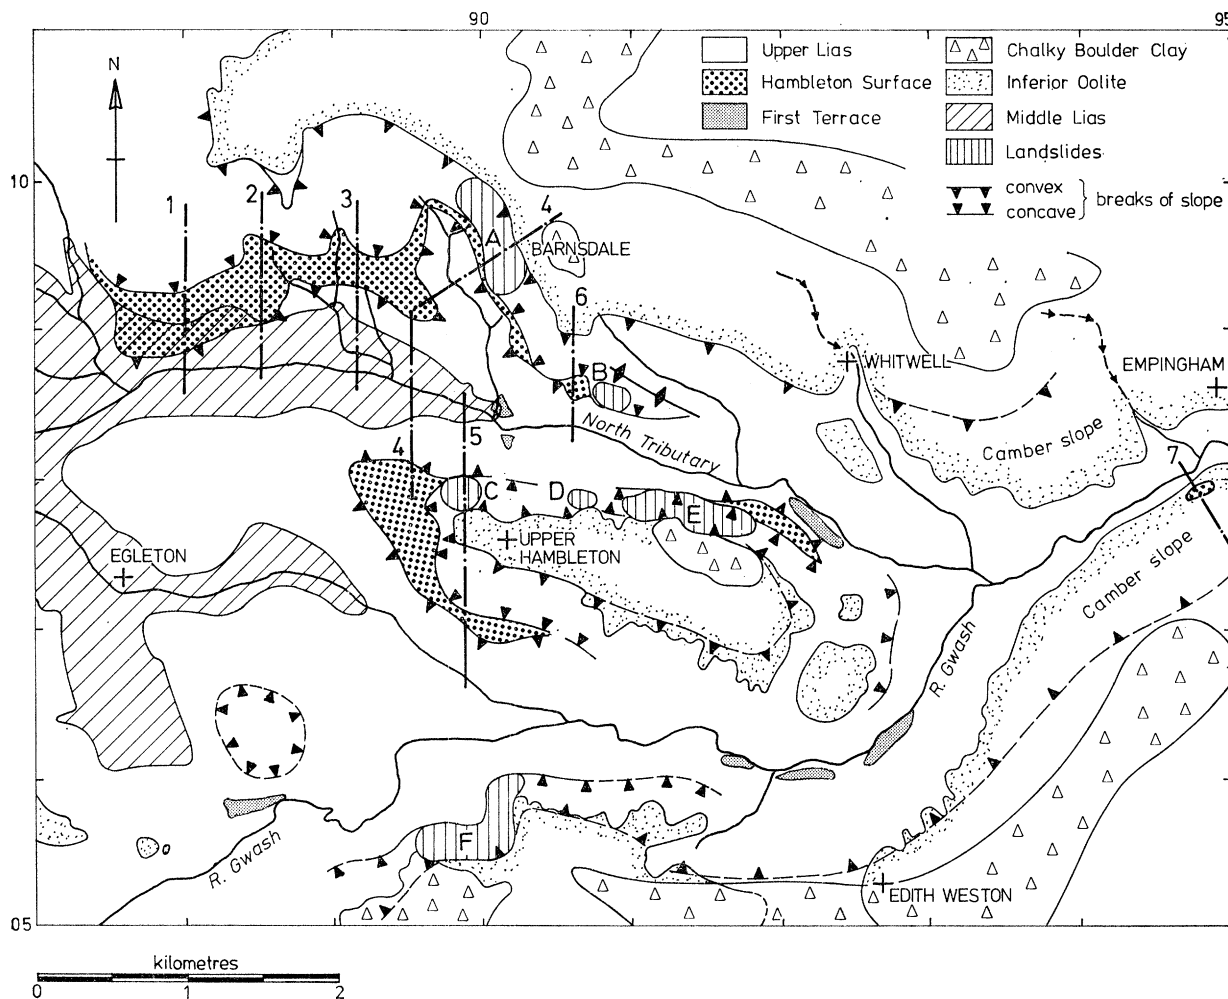 90
95
N
10
05
Upper Lias
Hambleton Surface
First Terrace
Chalky Boulder Clay
Inferior Oolite
Middle Lias
Landslides
convex
concave
breaks of slope
1
2
3
4
A
BARNSDALE
6
B
WHITWELL
EMPINGHAM
Camber slope
North Tributary
7
4
5
C
D
E
UPPER
HAMBLETON
EGLETON
Camber slope
R. Gwash
R. Gwash
F
EDITH WESTON
kilometres
0
1
2